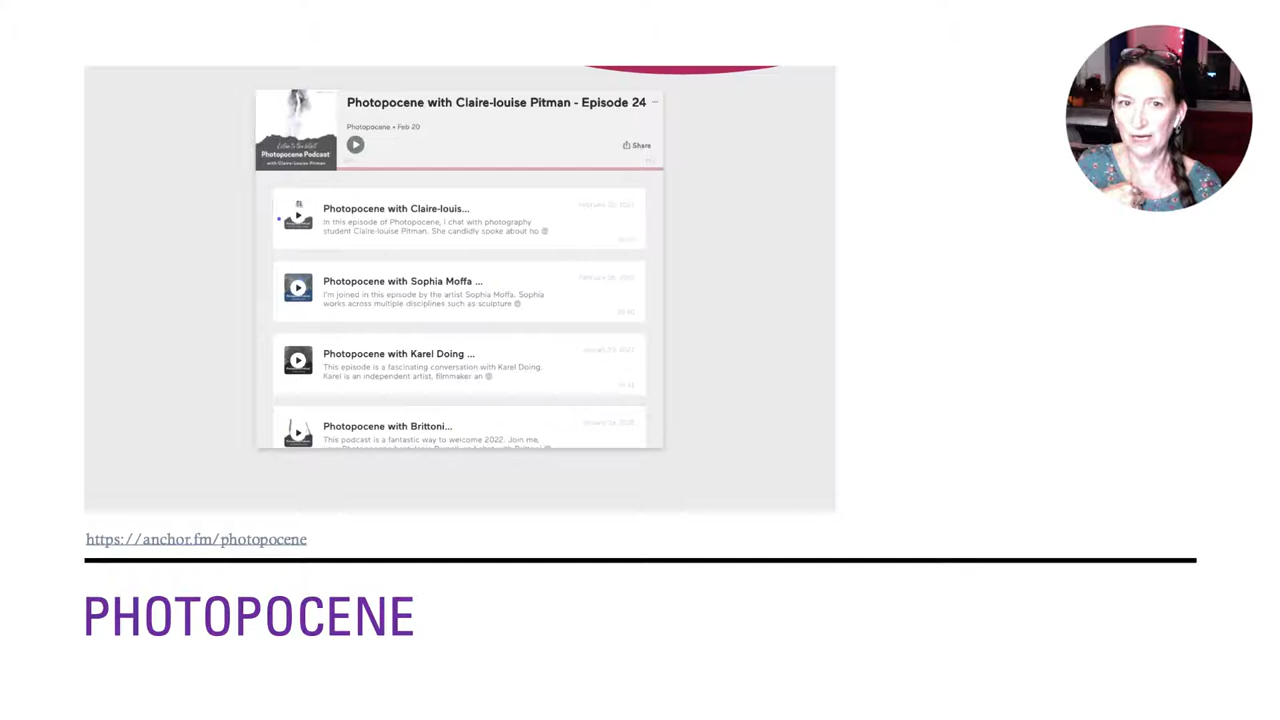 Photopocene with Claire-louise Pitman - Episode 24
Photopocene • Feb 20
Listen to the latest
Photopocene Podcast
with Claire-Louise Pitman
Share
Photopocene with Claire-louis...
In this episode of Photopocene, I chat with photography
student Claire-louise Pitman. She candidly spoke about ho
Photopocene with Sophia Moffa ...
I'm joined in this episode by the artist Sophia Moffa. Sophia
works across multiple disciplines such as sculpture
Photopocene with Karel Doing ...
This episode is a fascinating conversation with Karel Doing.
Karel is an independent artist, filmmaker an
Photopocene with Brittoni...
This podcast is a fantastic way to welcome 2022. Join me,
https://anchor.fm/photopocene
PHOTOPOCENE